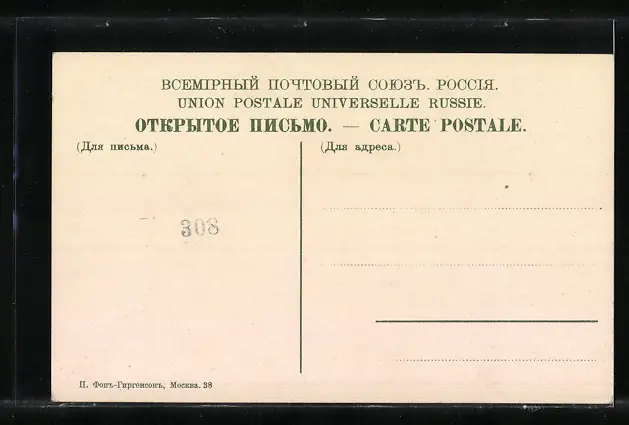 ВСЕМІРНЫЙ ПОЧТОВЫЙ СОЮЗЪ. РОССІЯ.
UNION POSTALE UNIVERSELLE RUSSIE.
ОТКРЫТОЕ ПИСЬМО. — CARTE POSTALE.
(Для письма.)
(Для адреса.)
308
П. Фонъ-Гиргенсонъ, Москва. 38